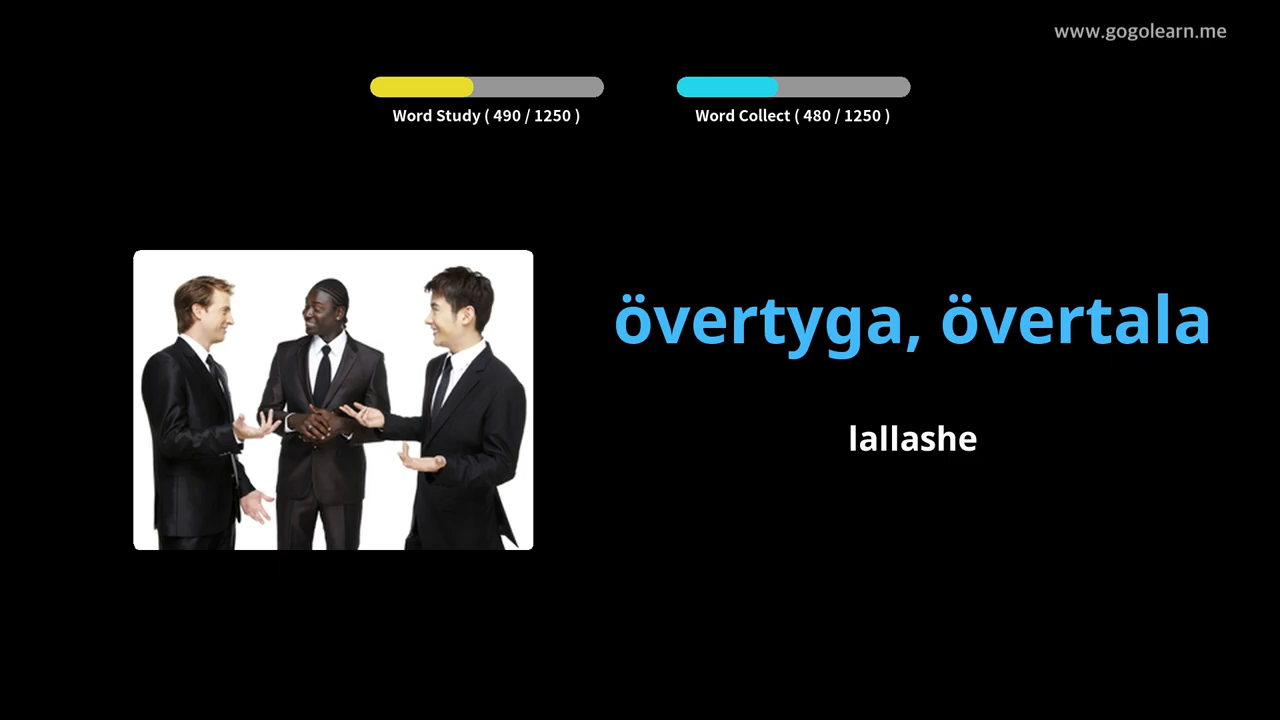 www.gogolearn.me
Word Study ( 490 / 1250 )
Word Collect ( 480 / 1250 )
övertyga, övertala
lallashe